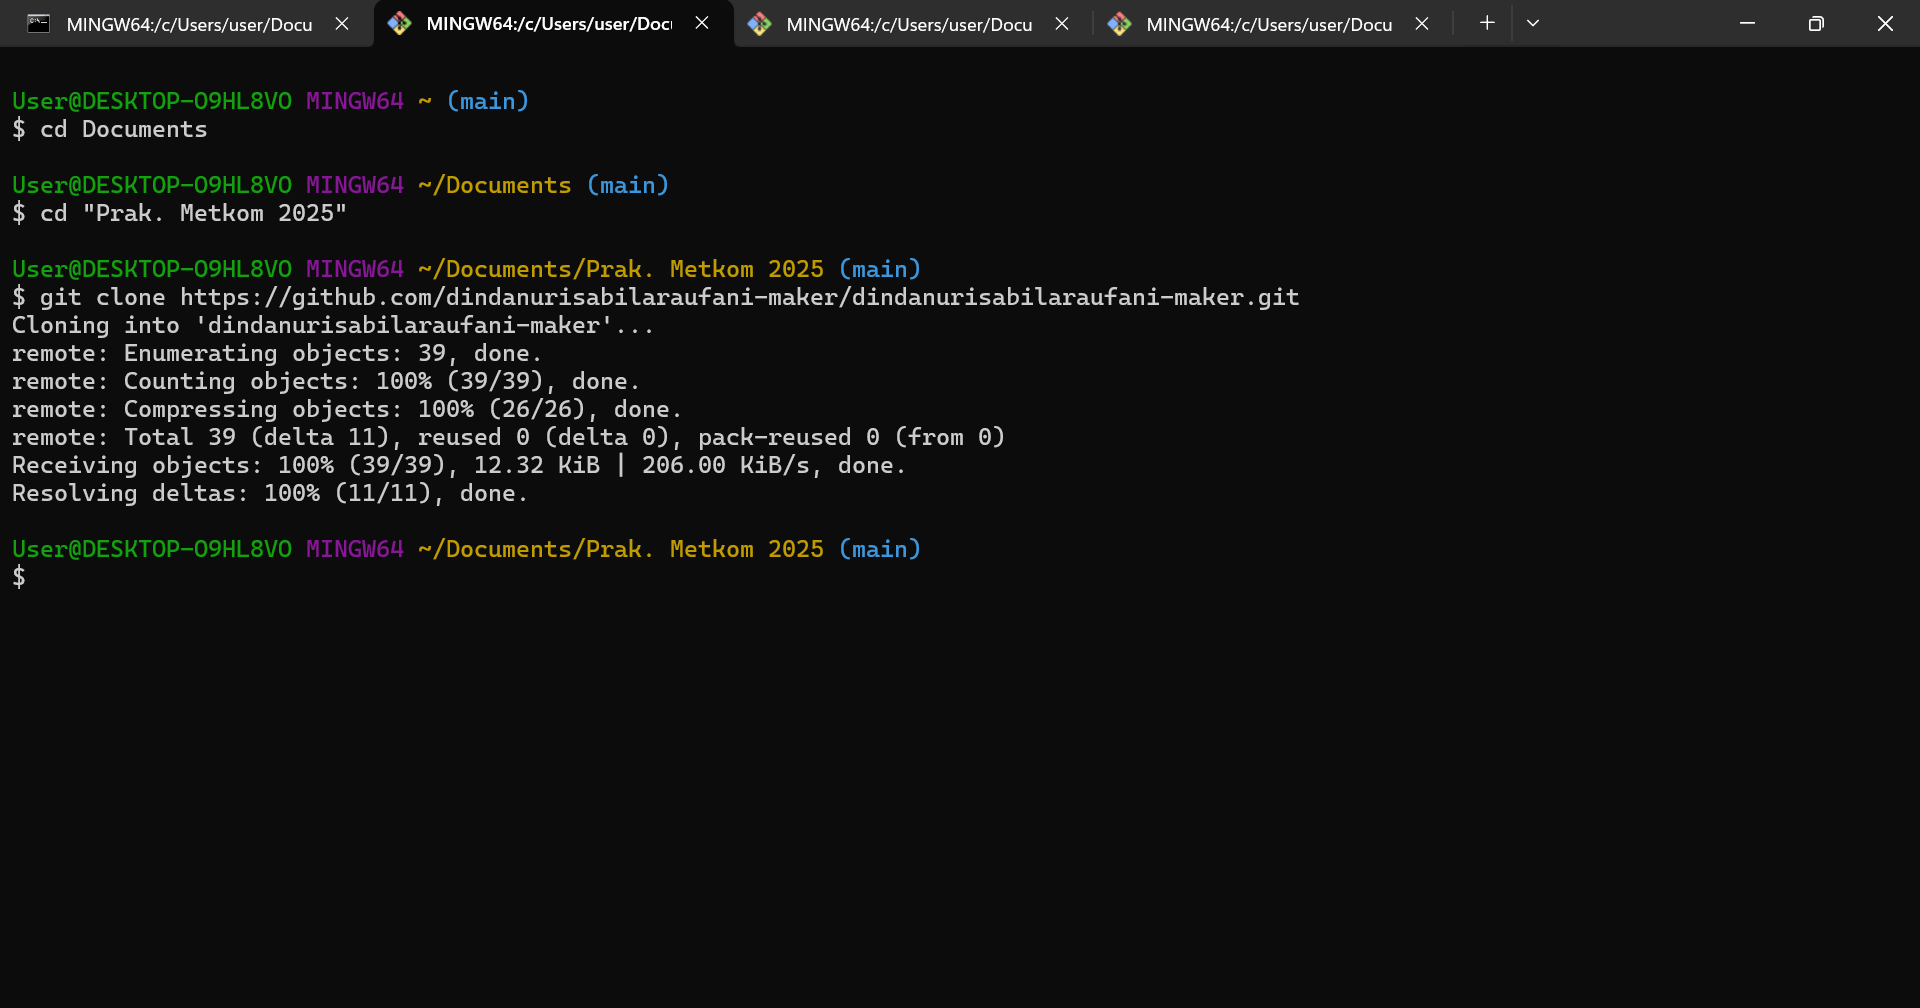 MINGW64:/c/Users/user/Docu MINGW64:/c/Users/user/Doc MINGW64:/c/Users/user/Docu MINGW64:/c/Users/user/Docu
User@DESKTOP-O9HL8VO MINGW64 ~ (main)
$ cd Documents
User@DESKTOP-O9HL8VO MINGW64 ~/Documents (main)
$ cd "Prak. Metkom 2025"
User@DESKTOP-O9HL8VO MINGW64 ~/Documents/Prak. Metkom 2025 (main)
$ git clone https://github.com/dindanurisabilaraufani-maker/dindanurisabilaraufani-maker.git
Cloning into 'dindanurisabilaraufani-maker'...
remote: Enumerating objects: 39, done.
remote: Counting objects: 100% (39/39), done.
remote: Compressing objects: 100% (26/26), done.
remote: Total 39 (delta 11), reused 0 (delta 0), pack-reused 0 (from 0)
Receiving objects: 100% (39/39), 12.32 KiB | 206.00 KiB/s, done.
Resolving deltas: 100% (11/11), done.
User@DESKTOP-O9HL8VO MINGW64 ~/Documents/Prak. Metkom 2025 (main)
$